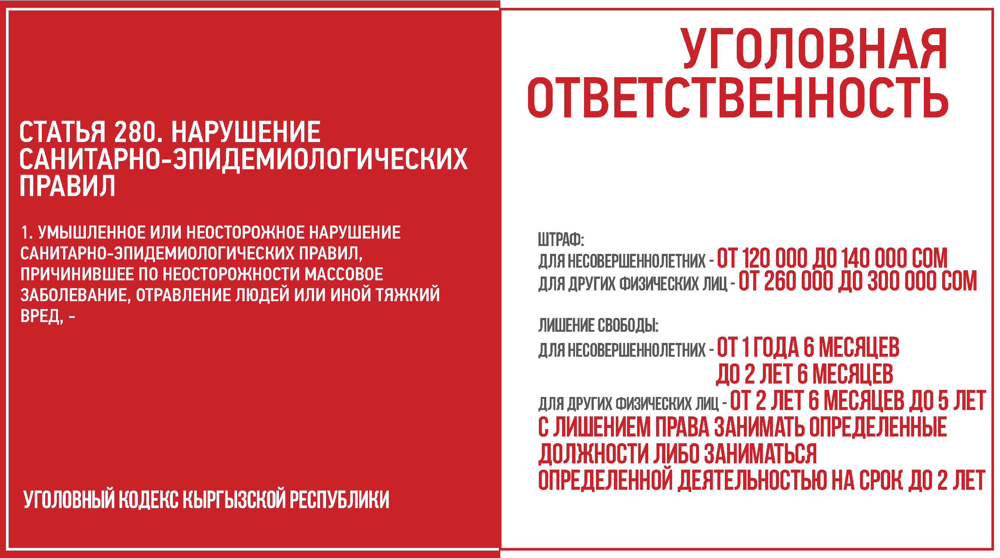 СТАТЬЯ 280. НАРУШЕНИЕ
САНИТАРНО-ЭПИДЕМИОЛОГИЧЕСКИХ
ПРАВИЛ
1. УМЫШЛЕННОЕ ИЛИ НЕОСТОРОЖНОЕ НАРУШЕНИЕ
САНИТАРНО-ЭПИДЕМИОЛОГИЧЕСКИХ ПРАВИЛ,
ПРИЧИНИВШЕЕ ПО НЕОСТОРОЖНОСТИ МАССОВОЕ
ЗАБОЛЕВАНИЕ, ОТРАВЛЕНИЕ ЛЮДЕЙ ИЛИ ИНОЙ ТЯЖКИЙ
ВРЕД, -
УГОЛОВНЫЙ КОДЕКС КЫРГЫЗСКОЙ РЕСПУБЛИКИ
УГОЛОВНАЯ
ОТВЕТСТВЕННОСТЬ
ШТРАФ:
ДЛЯ НЕСОВЕРШЕННОЛЕТНИХ - ОТ 120 000 ДО 140 000 СОМ
ДЛЯ ДРУГИХ ФИЗИЧЕСКИХ ЛИЦ - ОТ 260 000 ДО 300 000 СОМ
ЛИШЕНИЕ СВОБОДЫ:
ДЛЯ НЕСОВЕРШЕННОЛЕТНИХ - ОТ 1 ГОДА 6 МЕСЯЦЕВ
ДО 2 ЛЕТ 6 МЕСЯЦЕВ
ДЛЯ ДРУГИХ ФИЗИЧЕСКИХ ЛИЦ - ОТ 2 ЛЕТ 6 МЕСЯЦЕВ ДО 5 ЛЕТ
С ЛИШЕНИЕМ ПРАВА ЗАНИМАТЬ ОПРЕДЕЛЕННЫЕ
ДОЛЖНОСТИ ЛИБО ЗАНИМАТЬСЯ
ОПРЕДЕЛЕННОЙ ДЕЯТЕЛЬНОСТЬЮ НА СРОК ДО 2 ЛЕТ